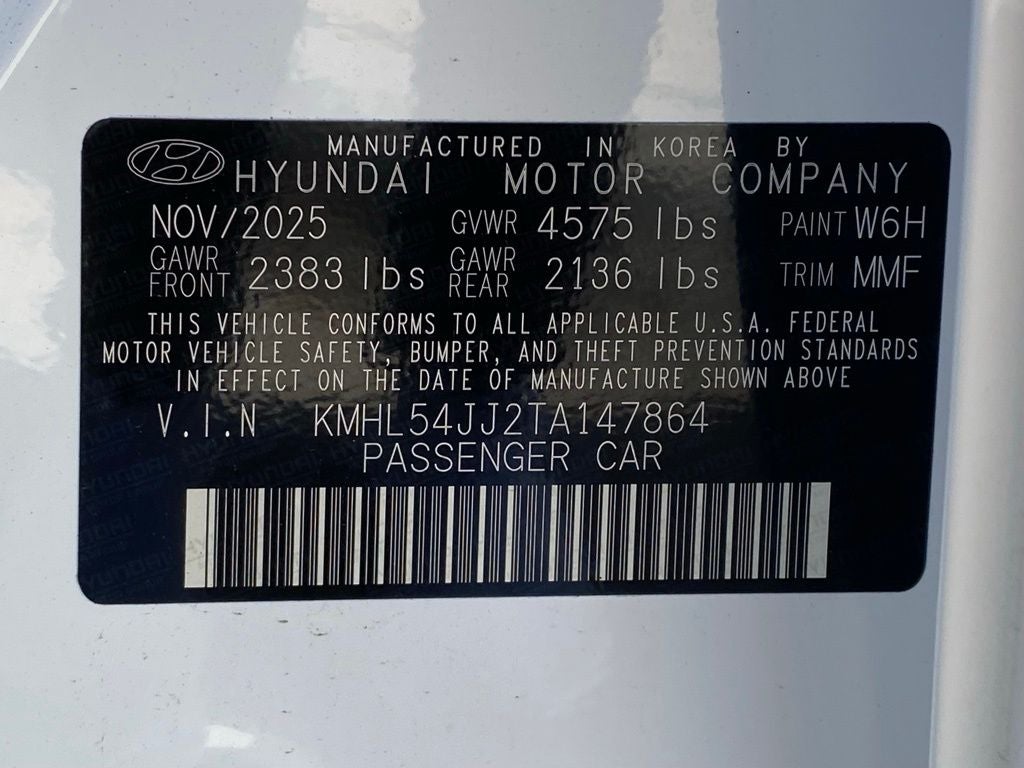 MANUFACTURED IN KOREA BY
HYUNDAI MOTOR COMPANY
NOV/2025 GVWR 4575 lbs PAINT W6H
GAWR FRONT 2383 lbs GAWR REAR 2136 lbs TRIM MMF
THIS VEHICLE CONFORMS TO ALL APPLICABLE U.S.A. FEDERAL
MOTOR VEHICLE SAFETY, BUMPER, AND THEFT PREVENTION STANDARDS
IN EFFECT ON THE DATE OF MANUFACTURE SHOWN ABOVE
V.I.N KMHL54JJ2TA147864
PASSENGER CAR